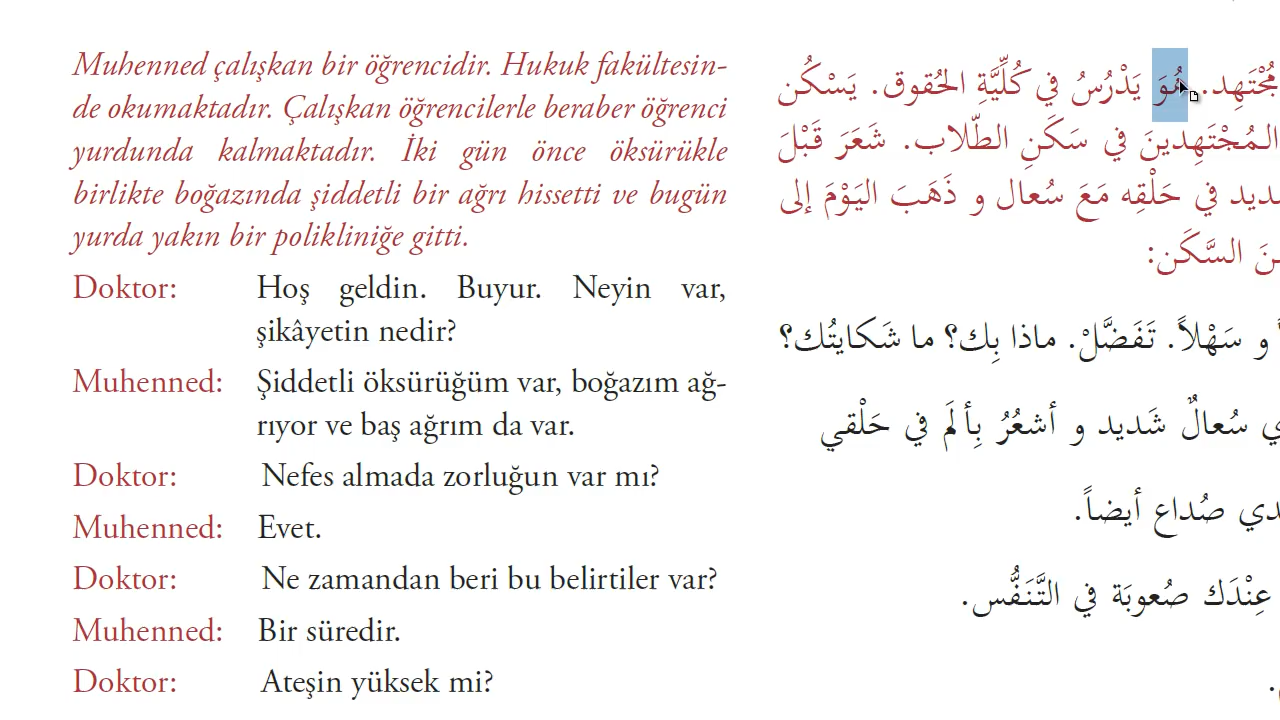 Muhenned çalışkan bir öğrencidir. Hukuk fakültesin-
de okumaktadır. Çalışkan öğrencilerle beraber öğrenci
yurdunda kalmaktadır. İki gün önce öksürükle
birlikte boğazında şiddetli bir ağrı hissetti ve bugün
yurda yakın bir polikliniğe gitti.
Doktor: Hoş geldin. Buyur. Neyin var,
şikâyetin nedir?
Muhenned: Şiddetli öksürüğüm var, boğazım ağ-
rıyor ve baş ağrım da var.
Doktor: Nefes almada zorluğun var mı?
Muhenned: Evet.
Doktor: Ne zamandan beri bu belirtiler var?
Muhenned: Bir süredir.
Doktor: Ateşin yüksek mi?
مُجْتَهِد. هُوَ يَدْرُسُ في كُلِّيَّةِ الحُقوق. يَسْكُن
المُجْتَهِدينَ في سَكَنِ الطّلاب. شَعَرَ قَبْلَ
في حَلْقِه مَعَ سُعال و ذَهَبَ اليَوْمَ إلى
السَّكَن:
و سَهْلاً. تَفَضَّلْ. ماذا بِك؟ ما شَكايتُك؟
سُعالٌ شَديد و أشعُرُ بِألَمَ في حَلْقي
صُداع أيضاً.
عِنْدَك صُعوبَة في التَّنَفُّس.